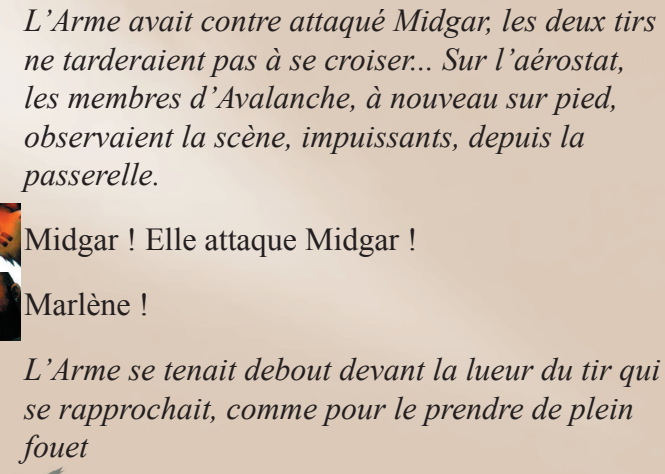 L’Arme avait contre attaqué Midgar, les deux tirs
ne tarderaient pas à se croiser... Sur l’aérostat,
les membres d’Avalanche, à nouveau sur pied,
observaient la scène, impuissants, depuis la
passerelle.
Midgar ! Elle attaque Midgar !
Marlène !
L’Arme se tenait debout devant la lueur du tir qui
se rapprochait, comme pour le prendre de plein
fouet